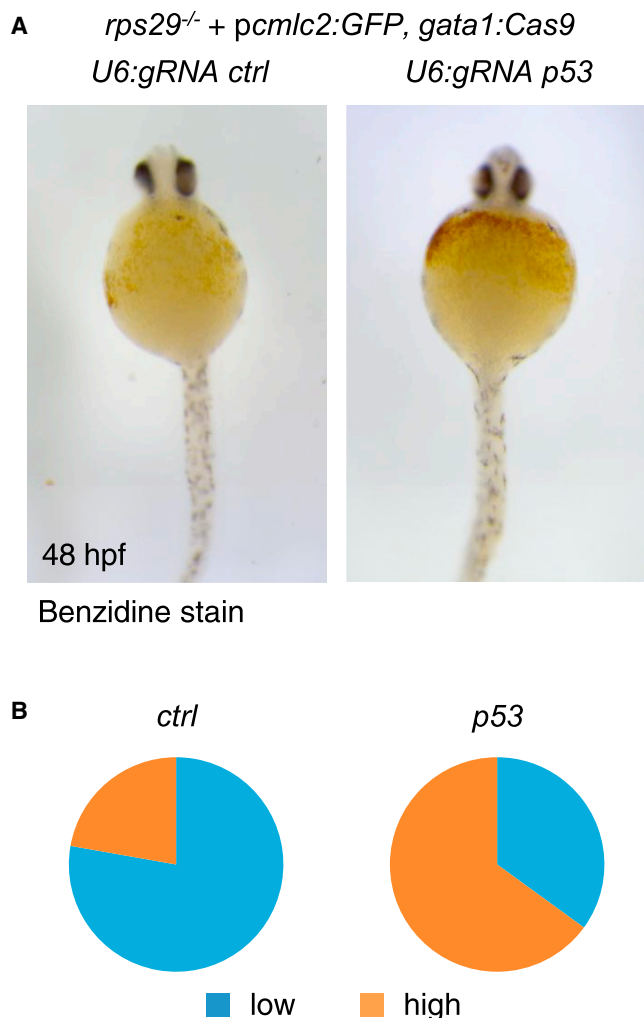 A
rps29-/- + pcmlc2:GFP, gata1:Cas9
U6:gRNA ctrl
U6:gRNA p53
48 hpf
Benzidine stain
B
ctrl
p53
low
high